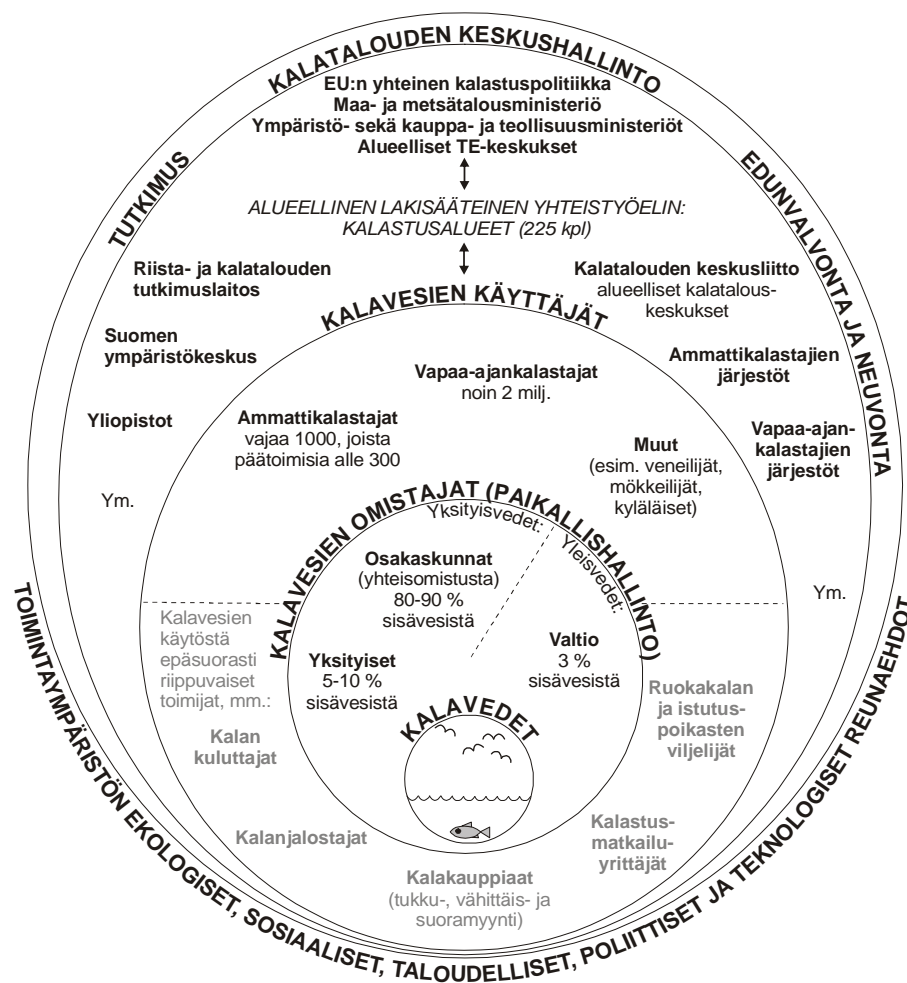 KALATALOUDEN KESKUSHALLINTO
EU:n yhteinen kalastuspolitiikka
Maa- ja metsätalousministeriö
Ympäristö- sekä kauppa- ja teollisuusministeriöt
Alueelliset TE-keskukset
TUTKIMUS
EDUNVALVONTA JA NEUVONTA
ALUEELLINEN LAKISÄÄTEINEN YHTEISTYÖELIN:
KALASTUSALUEET (225 kpl)
Riista- ja kalatalouden
tutkimuslaitos
Suomen
ympäristökeskus
Yliopistot
Ym.
Kalatalouden keskusliitto
alueelliset kalatalous-
keskukset
Ammattikalastajien
järjestöt
Vapaa-ajan-
kalastajien
järjestöt
Ym.
KALAVESIEN KÄYTTÄJÄT
Vapaa-ajankalastajat
noin 2 milj.
Ammattikalastajat
vajaa 1000, joista
päätoimisia alle 300
Muut
(esim. veneilijät,
mökkeilijät,
kyläläiset)
KALAVESIEN OMISTAJAT (PAIKALLISHALLINTO)
Yksityisvedet:
Yleisvedet:
Osakaskunnat
(yhteisomistusta)
80-90 %
sisävesistä
Yksityiset
5-10 %
sisävesistä
Valtio
3 %
sisävesistä
KALAVEDET
Kalavesien
käytöstä
epäsuorasti
riippuvaiset
toimijat, mm.:
Kalan
kuluttajat
Kalanjalostajat
Kalakauppiaat
(tukku-, vähittäis- ja
suoramyynti)
Kalastus-
matkailu-
yrittäjät
Ruokakalan
ja istutus-
poikasten
viljelijät
TOIMINTAYMPÄRISTÖN EKOLOGISET, SOSIAALISET, TALOUDELLISET, POLIITTISET JA TEKNOLOGISET REUNAEHDOT